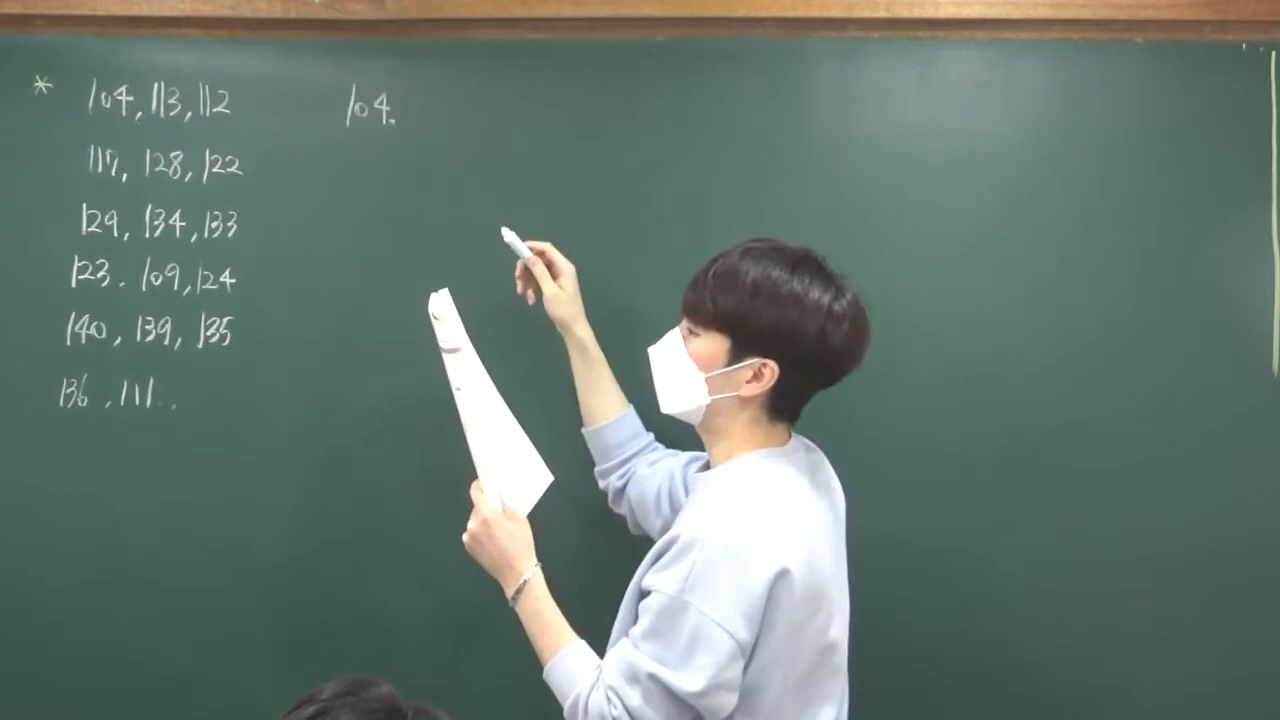 * 104, 113, 112
117, 128, 122
129, 134, 133
123. 109, 124
140, 139, 135
136, 111..
104.